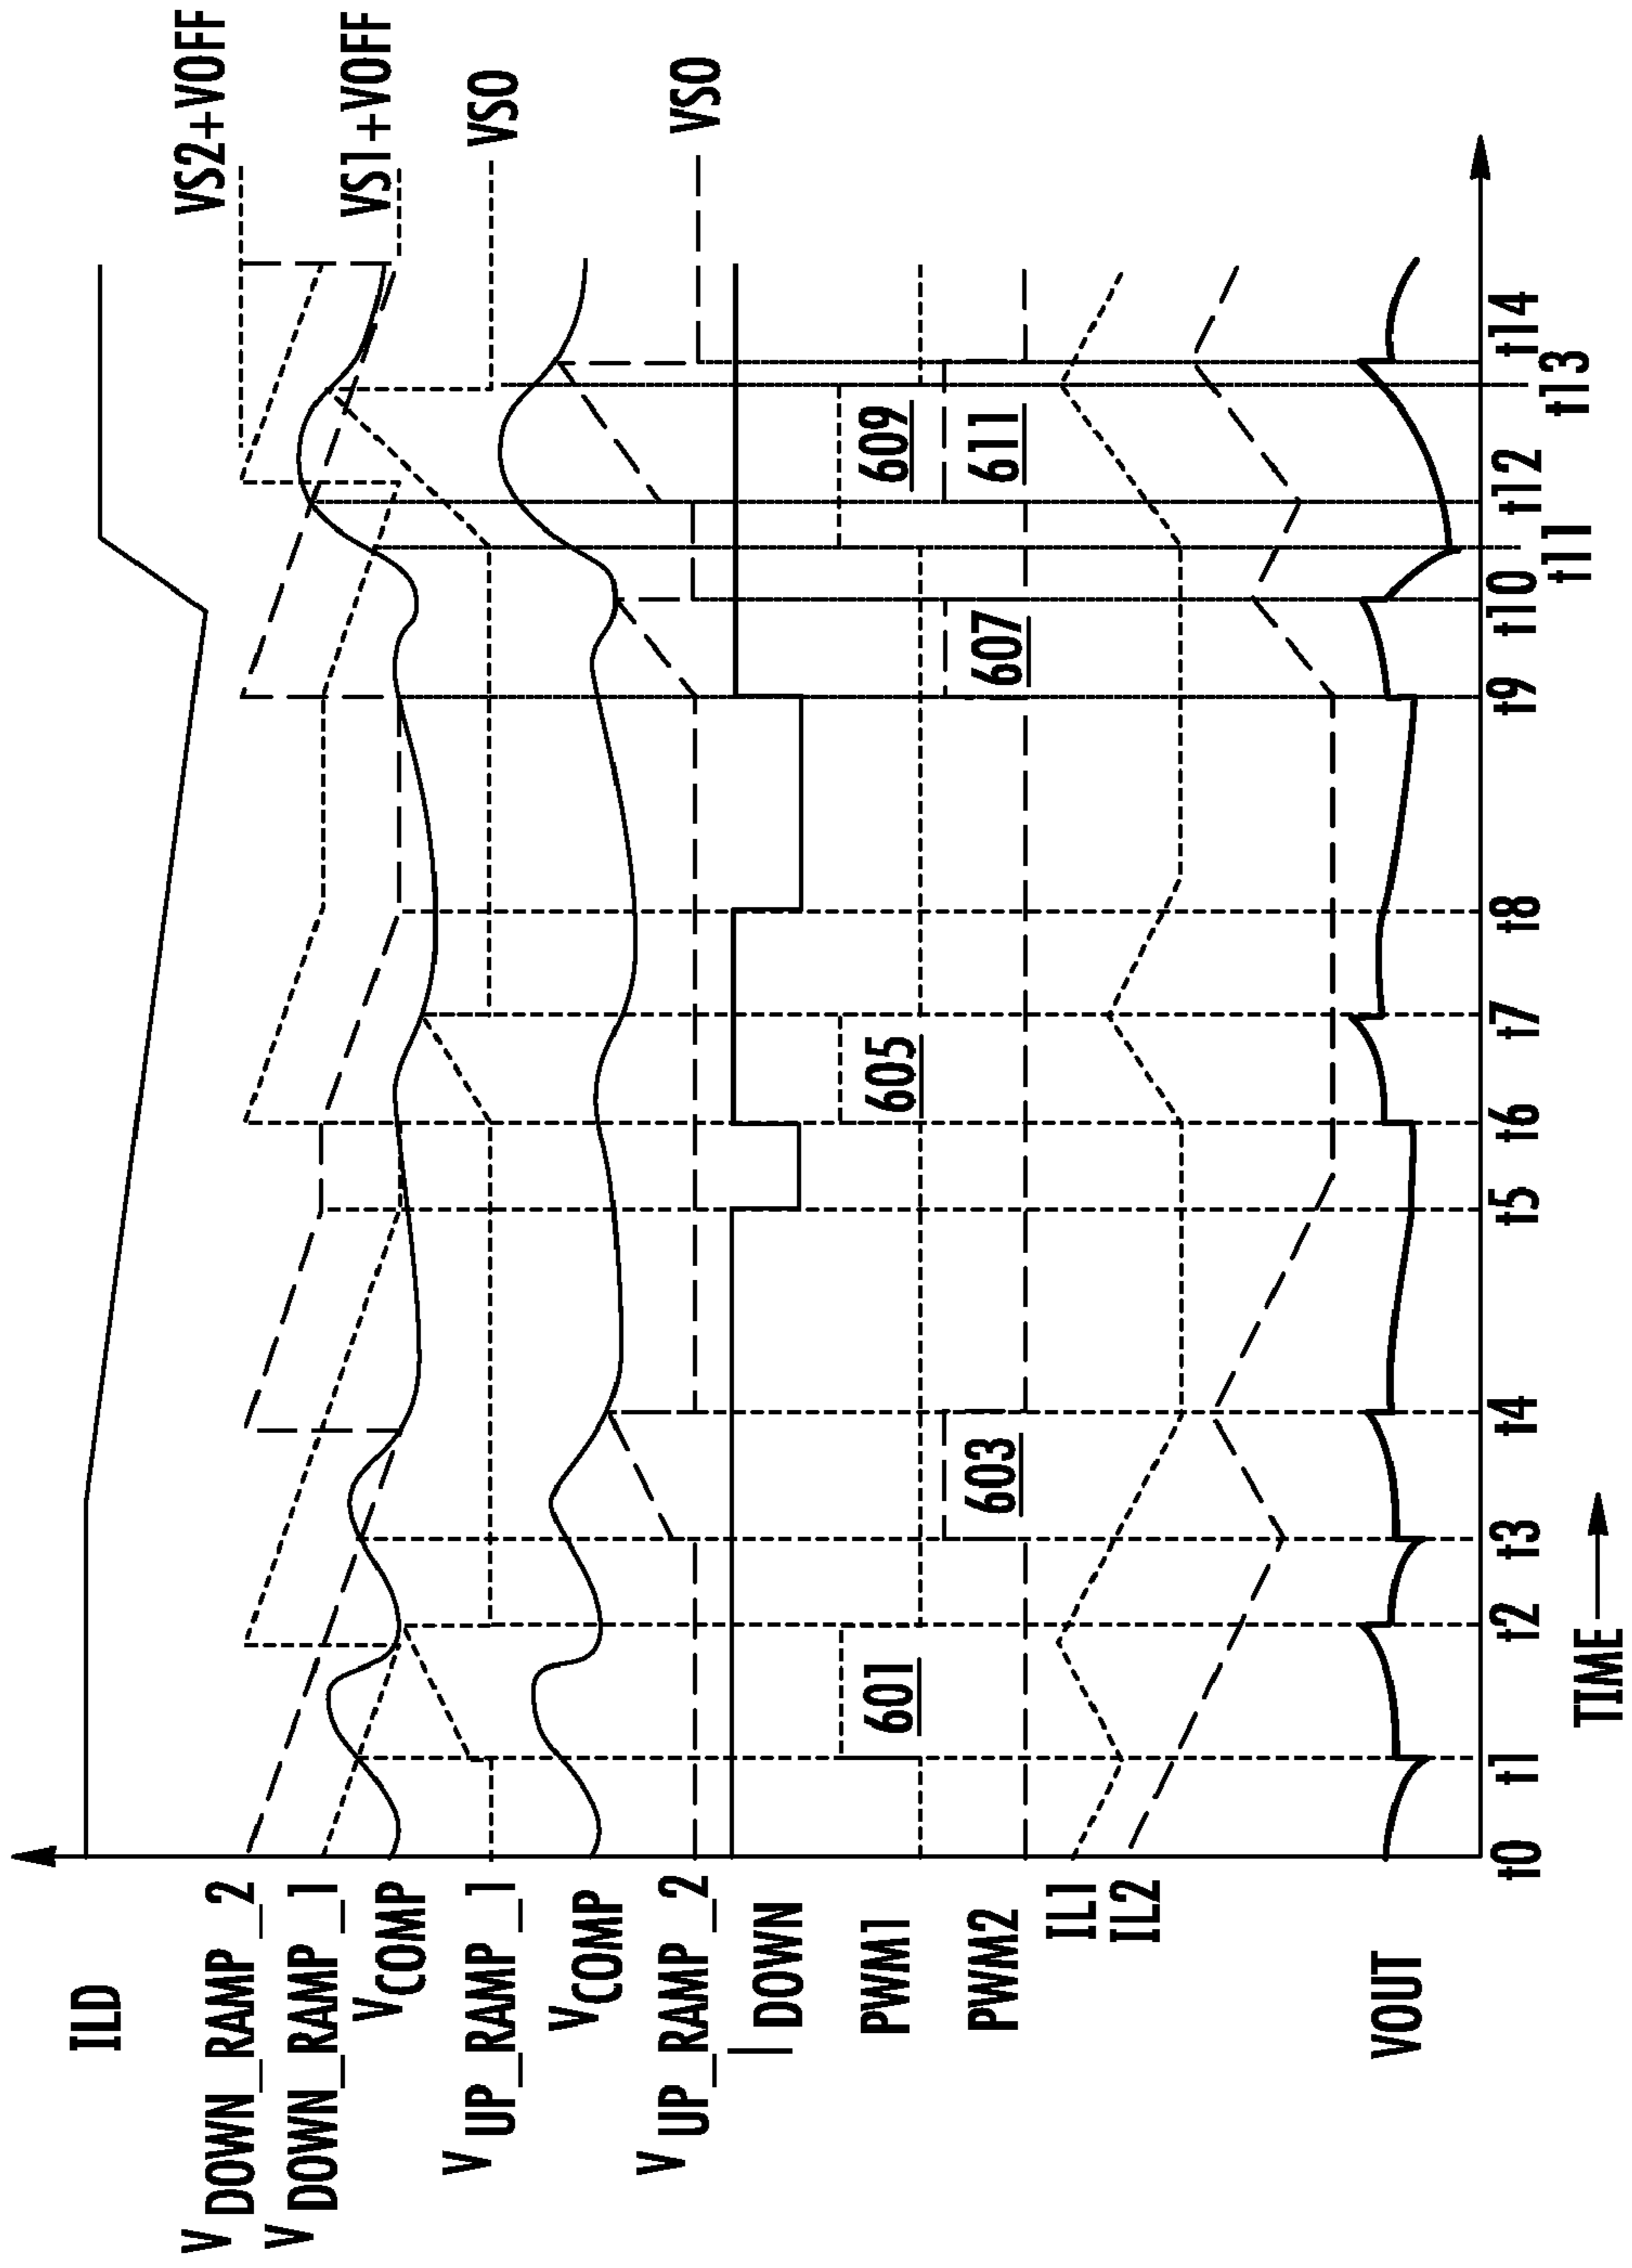 ILD
VDOWN_RAMP_2
VDOWN_RAMP_1
VCOMP
VUP_RAMP_1
VCOMP
VUP_RAMP_2
IDOWN
PWM1
PWM2
IL1
IL2
VOUT
VS2+VOFF
VS1+VOFF
VSO
VSO
601
603
605
607
609
611
t0 t1 t2 t3 t4 t5 t6 t7 t8 t9 t10 t11 t12 t13 t14
TIME